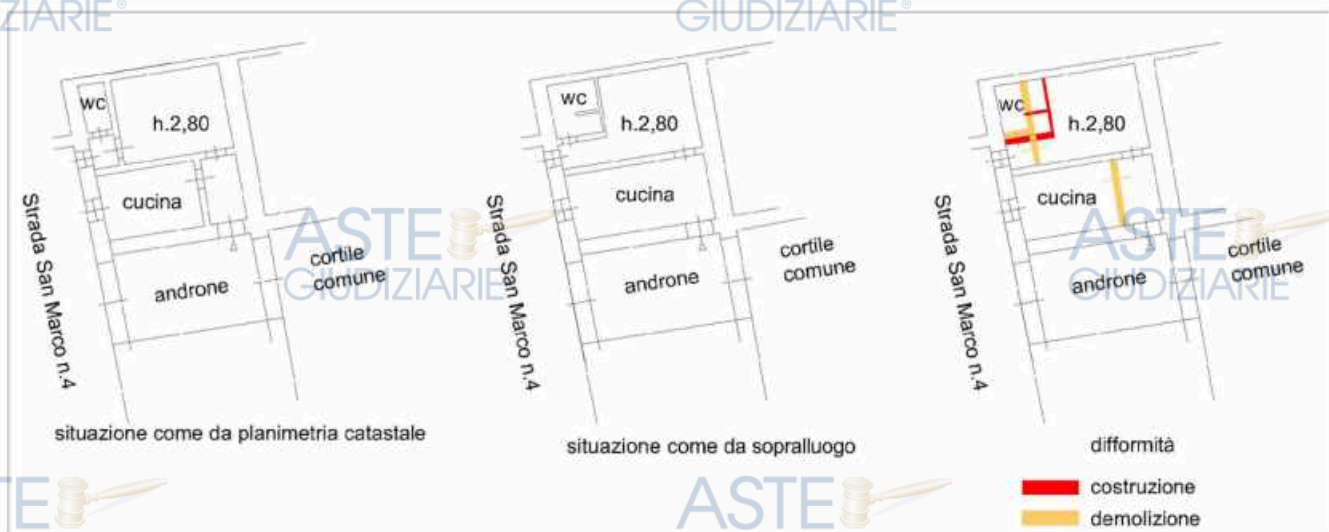 ZIARIE®
GIUDIZIARIE®
wc
h.2,80
cucina
androne
cortile
comune
Strada San Marco n.4
situazione come da planimetria catastale
wc
h.2,80
cucina
androne
cortile
comune
Strada San Marco n.4
situazione come da sopralluogo
wc
h.2,80
cucina
androne
cortile
comune
Strada San Marco n.4
difformità
costruzione
demolizione
ASTE
GIUDIZIARIE
ASTE
GIUDIZIARIE
TE
ASTE